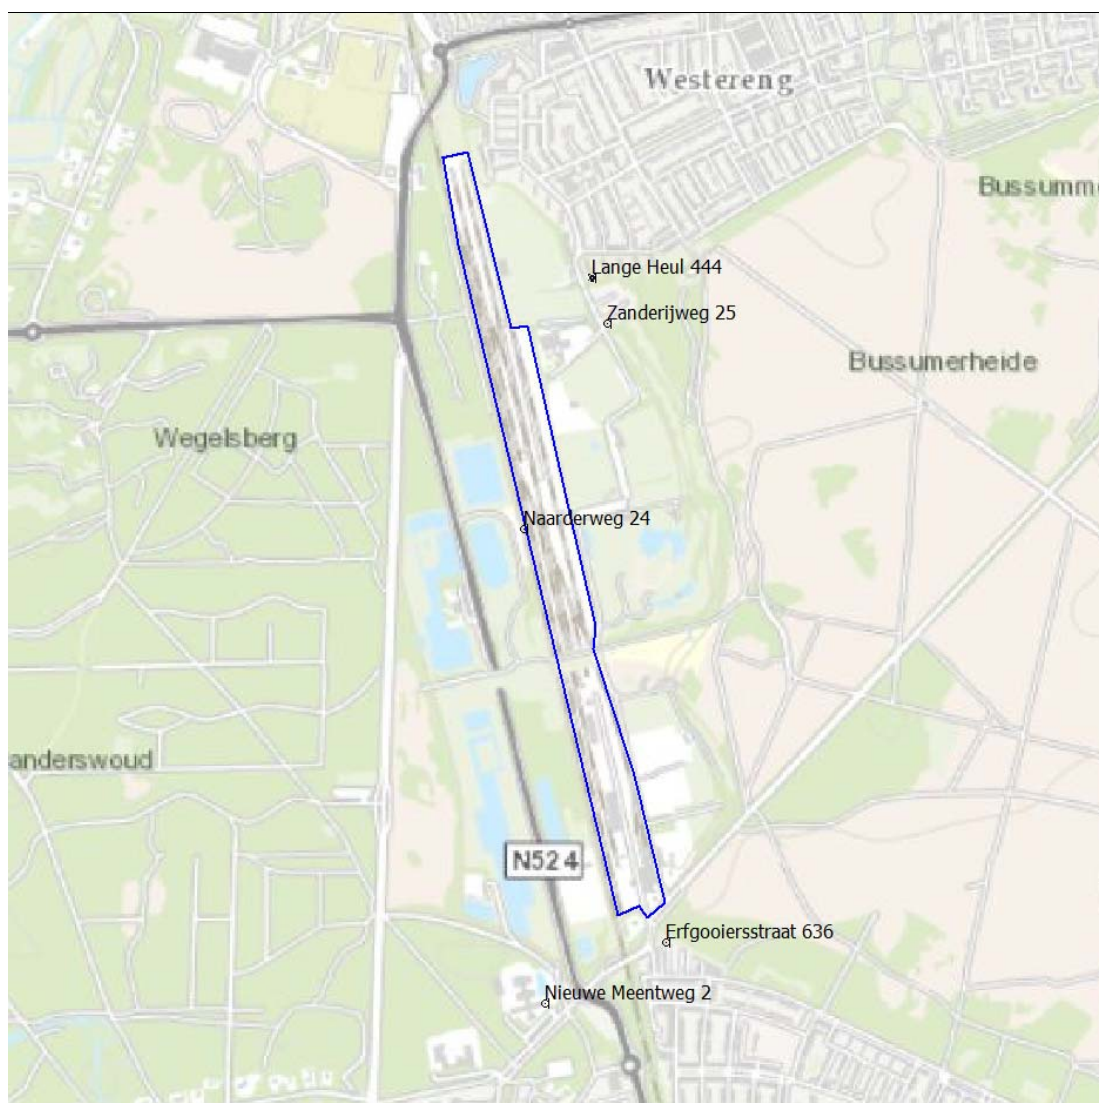 Westereng
Bussumm
Lange Heul 444
Zanderijweg 25
Bussumerheide
Wegelsberg
Naarderweg 24
anderswoud
N524
Erfgooiersstraat 636
Nieuwe Meentweg 2